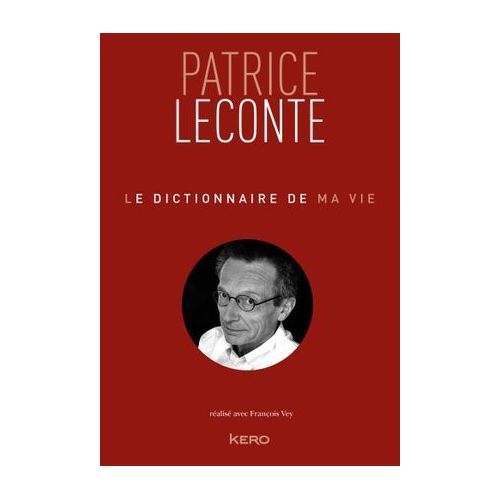 PATRICE
LECONTE
LE DICTIONNAIRE DE MA VIE
réalisé avec François Vey
KERO